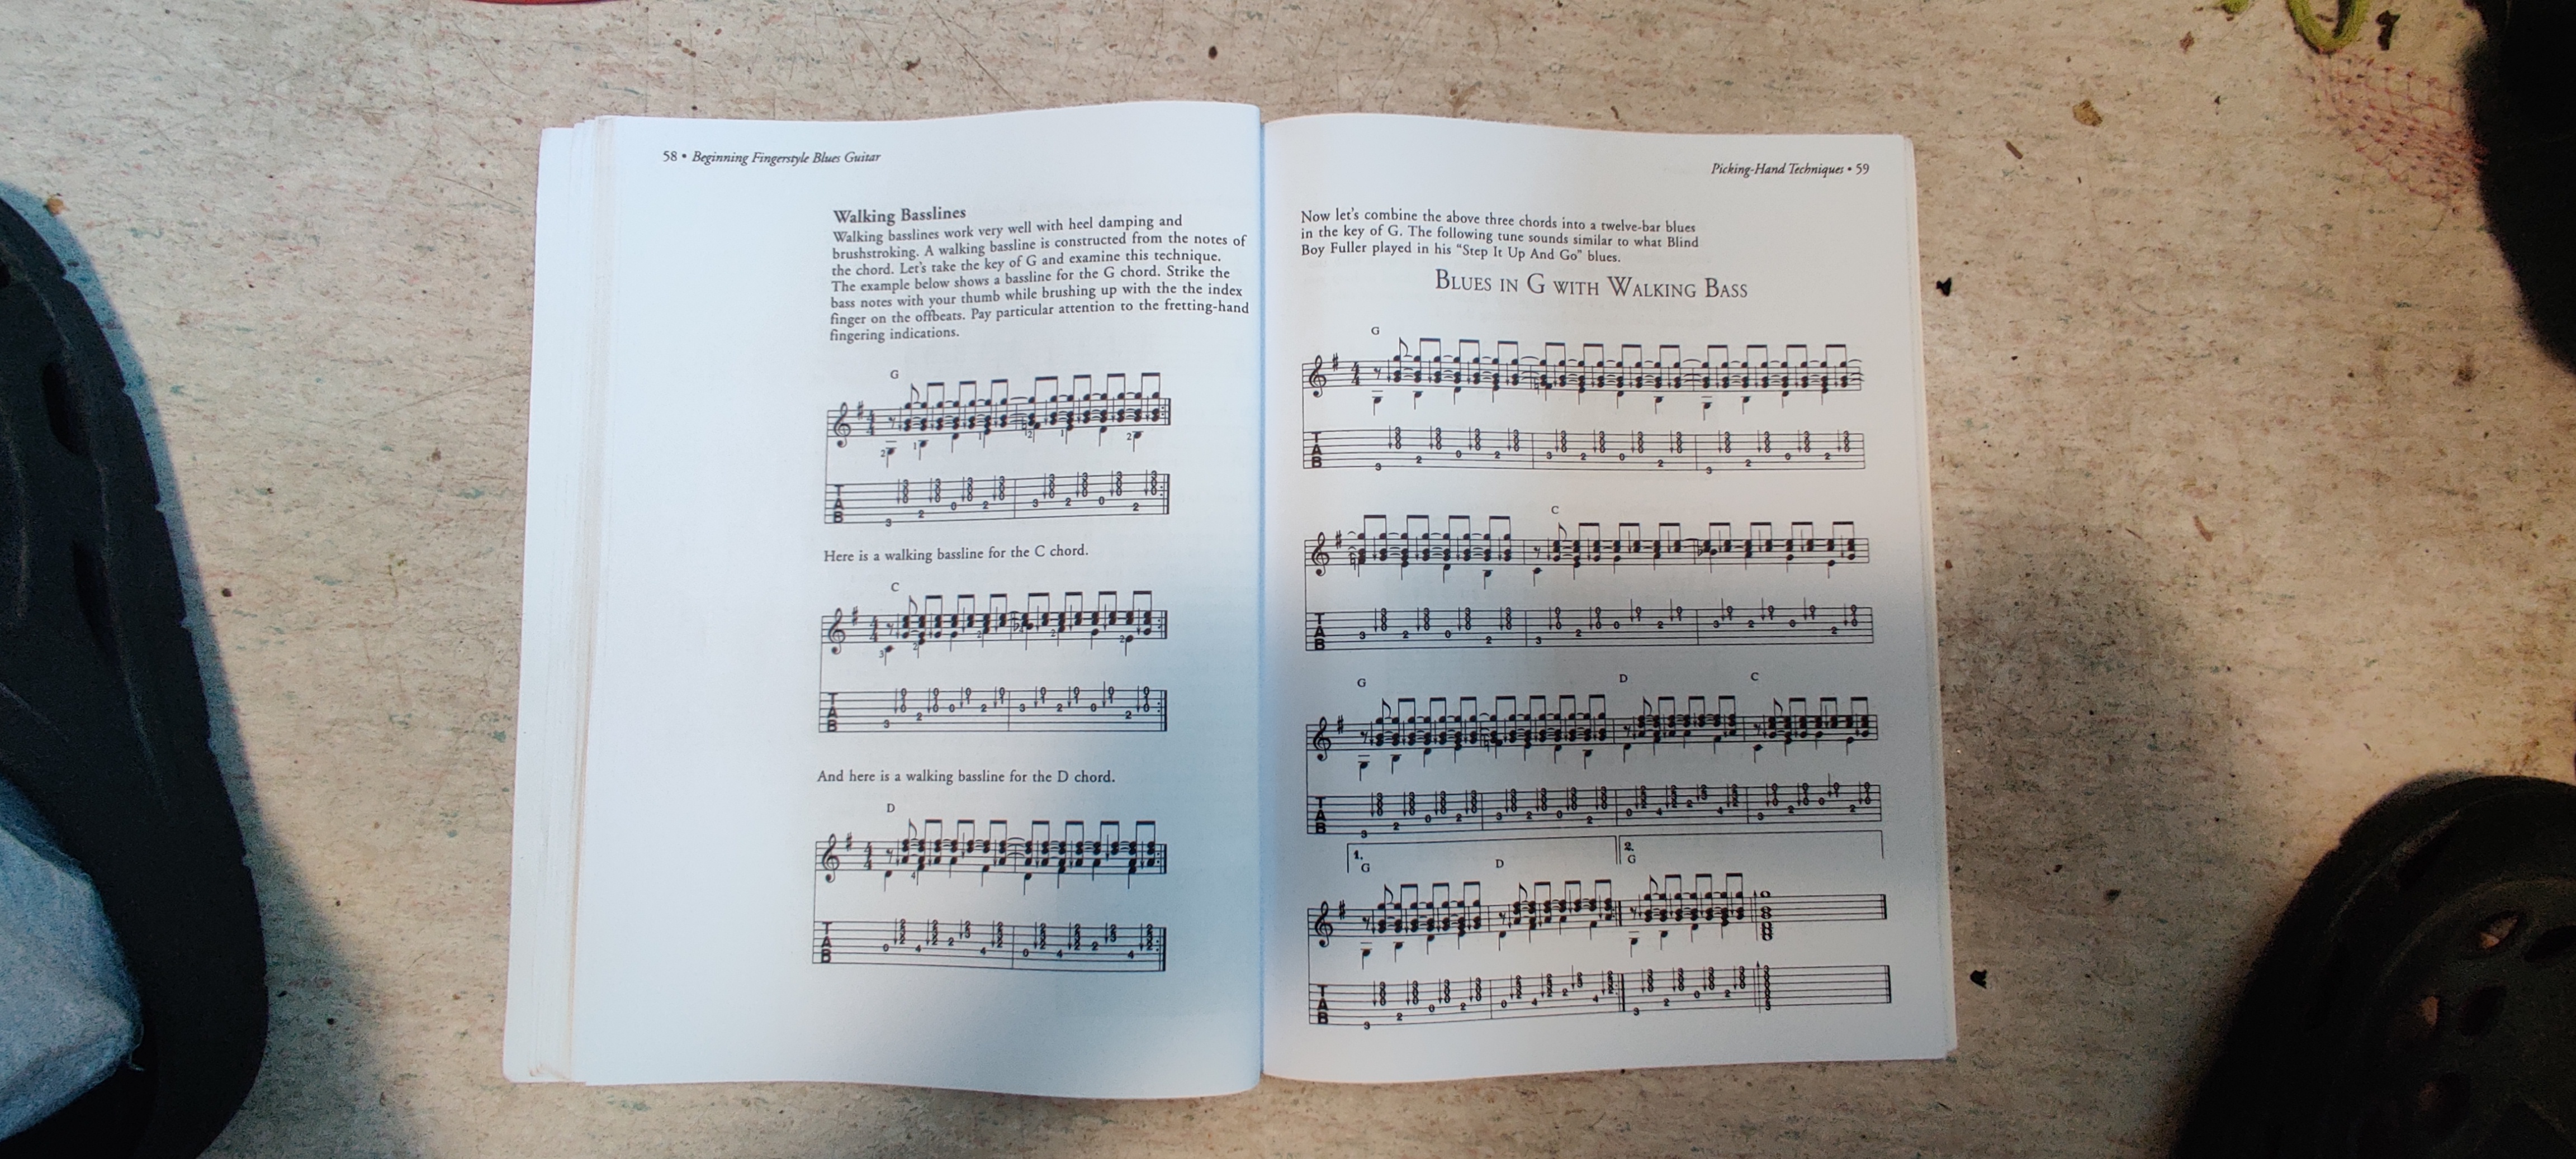 58 • Beginning Fingerstyle Blues Guitar
Walking Basslines
Walking basslines work very well with heel damping and
brushstroking. A walking bassline is constructed from the notes of
the chord. Let's take the key of G and examine this technique.
The example below shows a bassline for the G chord. Strike the
bass notes with your thumb while brushing up with the the index
finger on the offbeats. Pay particular attention to the fretting-hand
fingering indications.
G
Here is a walking bassline for the C chord.
C
And here is a walking bassline for the D chord.
D
Picking-Hand Techniques • 59
Now let's combine the above three chords into a twelve-bar blues
in the key of G. The following tune sounds similar to what Blind
Boy Fuller played in his "Step It Up And Go" blues.
BLUES IN G WITH WALKING BASS
G
C
G D C
1. G D 2. G